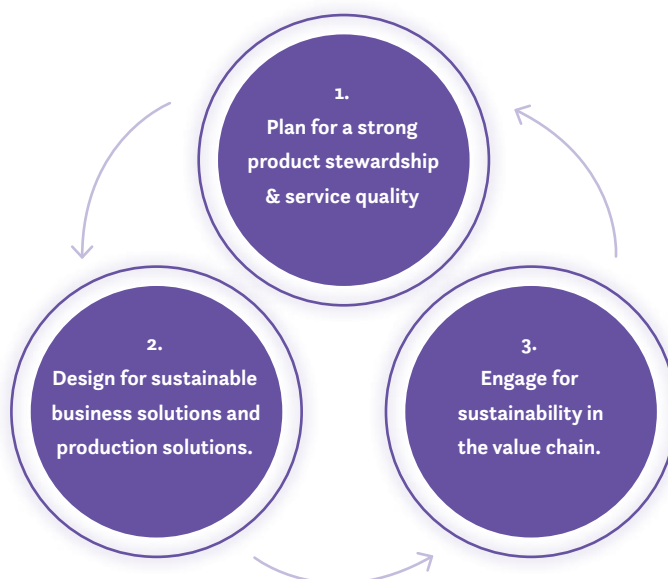 1.
Plan for a strong
product stewardship
& service quality
2.
Design for sustainable
business solutions and
production solutions.
3.
Engage for
sustainability in
the value chain.